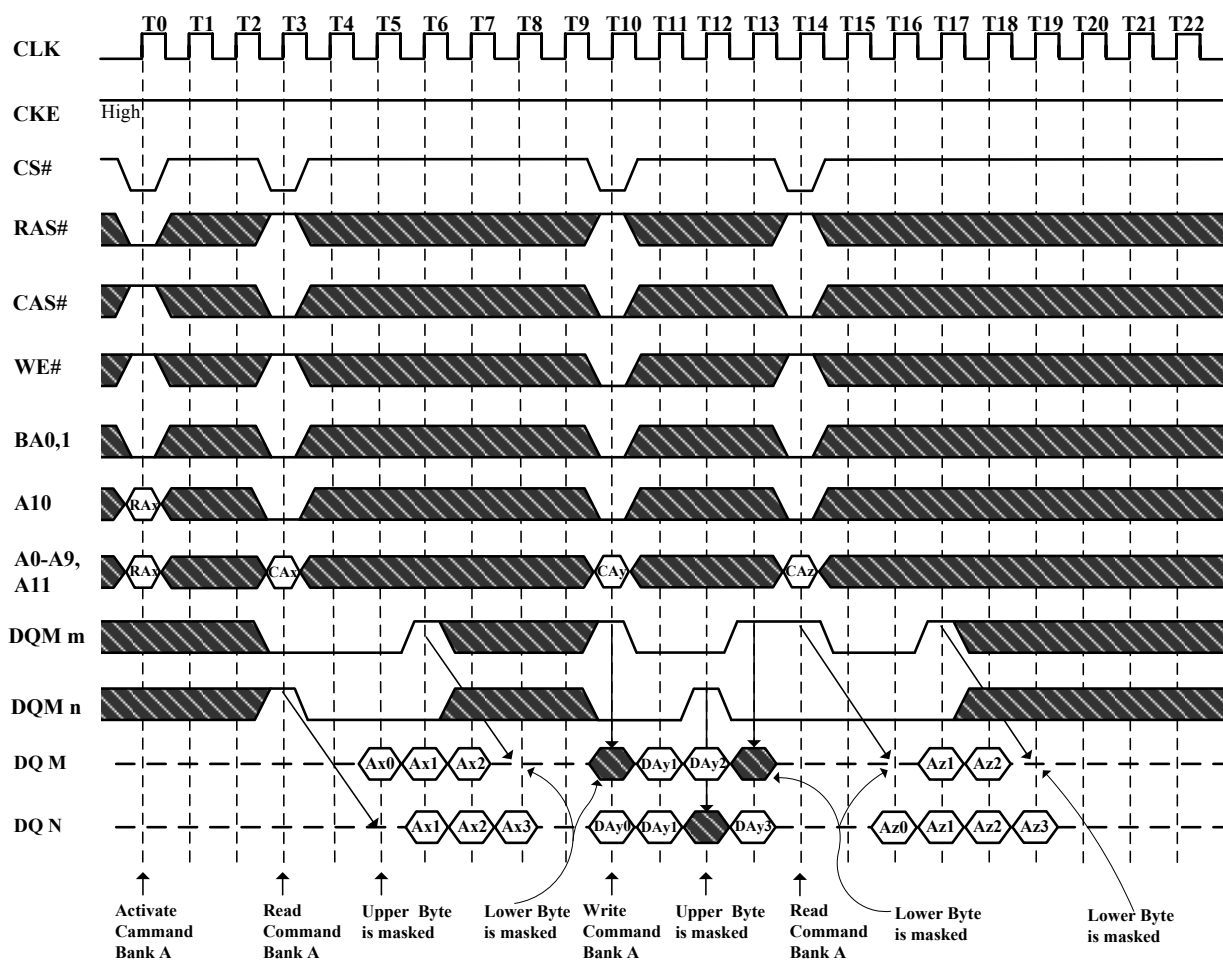 T0 T1 T2 T3 T4 T5 T6 T7 T8 T9 T10 T11 T12 T13 T14 T15 T16 T17 T18 T19 T20 T21 T22
CLK
CKE High
CS#
RAS#
CAS#
WE#
BA0,1
A10 RAx
A0-A9,
A11 RAx CAx CAy CAz
DQM m
DQM n
DQ M Ax0 Ax1 Ax2 DAy1 DAy2 Az1 Az2
DQ N Ax1 Ax2 Ax3 DAy0 DAy1 DAy3 Az0 Az1 Az2 Az3
Activate
Cammand
Bank A
Read
Command
Bank A
Upper Byte
is masked
Lower Byte
is masked
Write
Command
Bank A
Upper Byte
is masked
Read
Command
Bank A
Lower Byte
is masked
Lower Byte
is masked